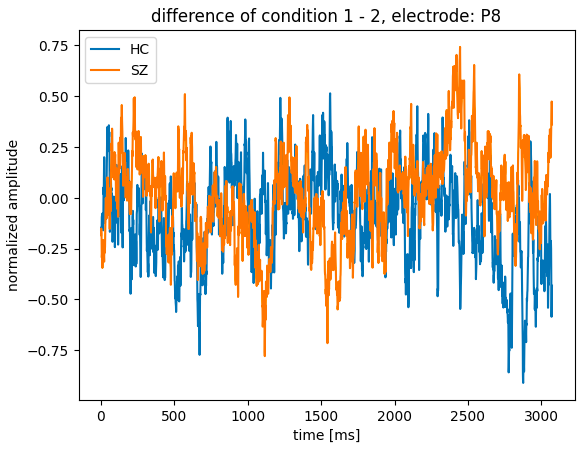 difference of condition 1 - 2, electrode: P8
HC
SZ
normalized amplitude
0.75
0.50
0.25
0.00
−0.25
−0.50
−0.75
0 500 1000 1500 2000 2500 3000
time [ms]